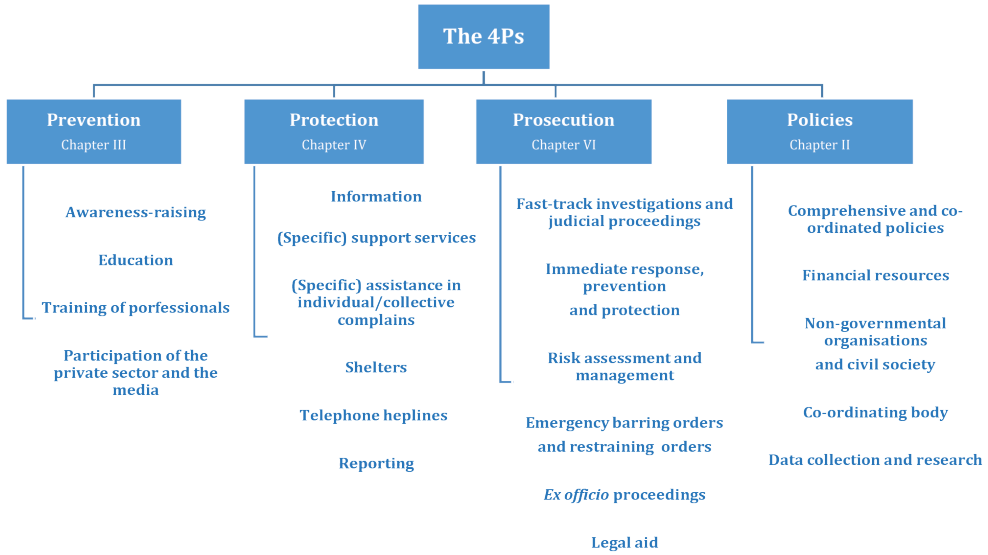 The 4Ps
Prevention
Chapter III
Awareness-raising
Education
Training of porfessionals
Participation of the
private sector and the
media
Protection
Chapter IV
Information
(Specific) support services
(Specific) assistance in
individual/collective
complains
Shelters
Telephone heplines
Reporting
Prosecution
Chapter VI
Fast-track investigations and
judicial proceedings
Immediate response,
prevention
and protection
Risk assessment and
management
Emergency barring orders
and restraining orders
Ex officio proceedings
Legal aid
Policies
Chapter II
Comprehensive and co-
ordinated policies
Financial resources
Non-governmental
organisations
and civil society
Co-ordinating body
Data collection and research